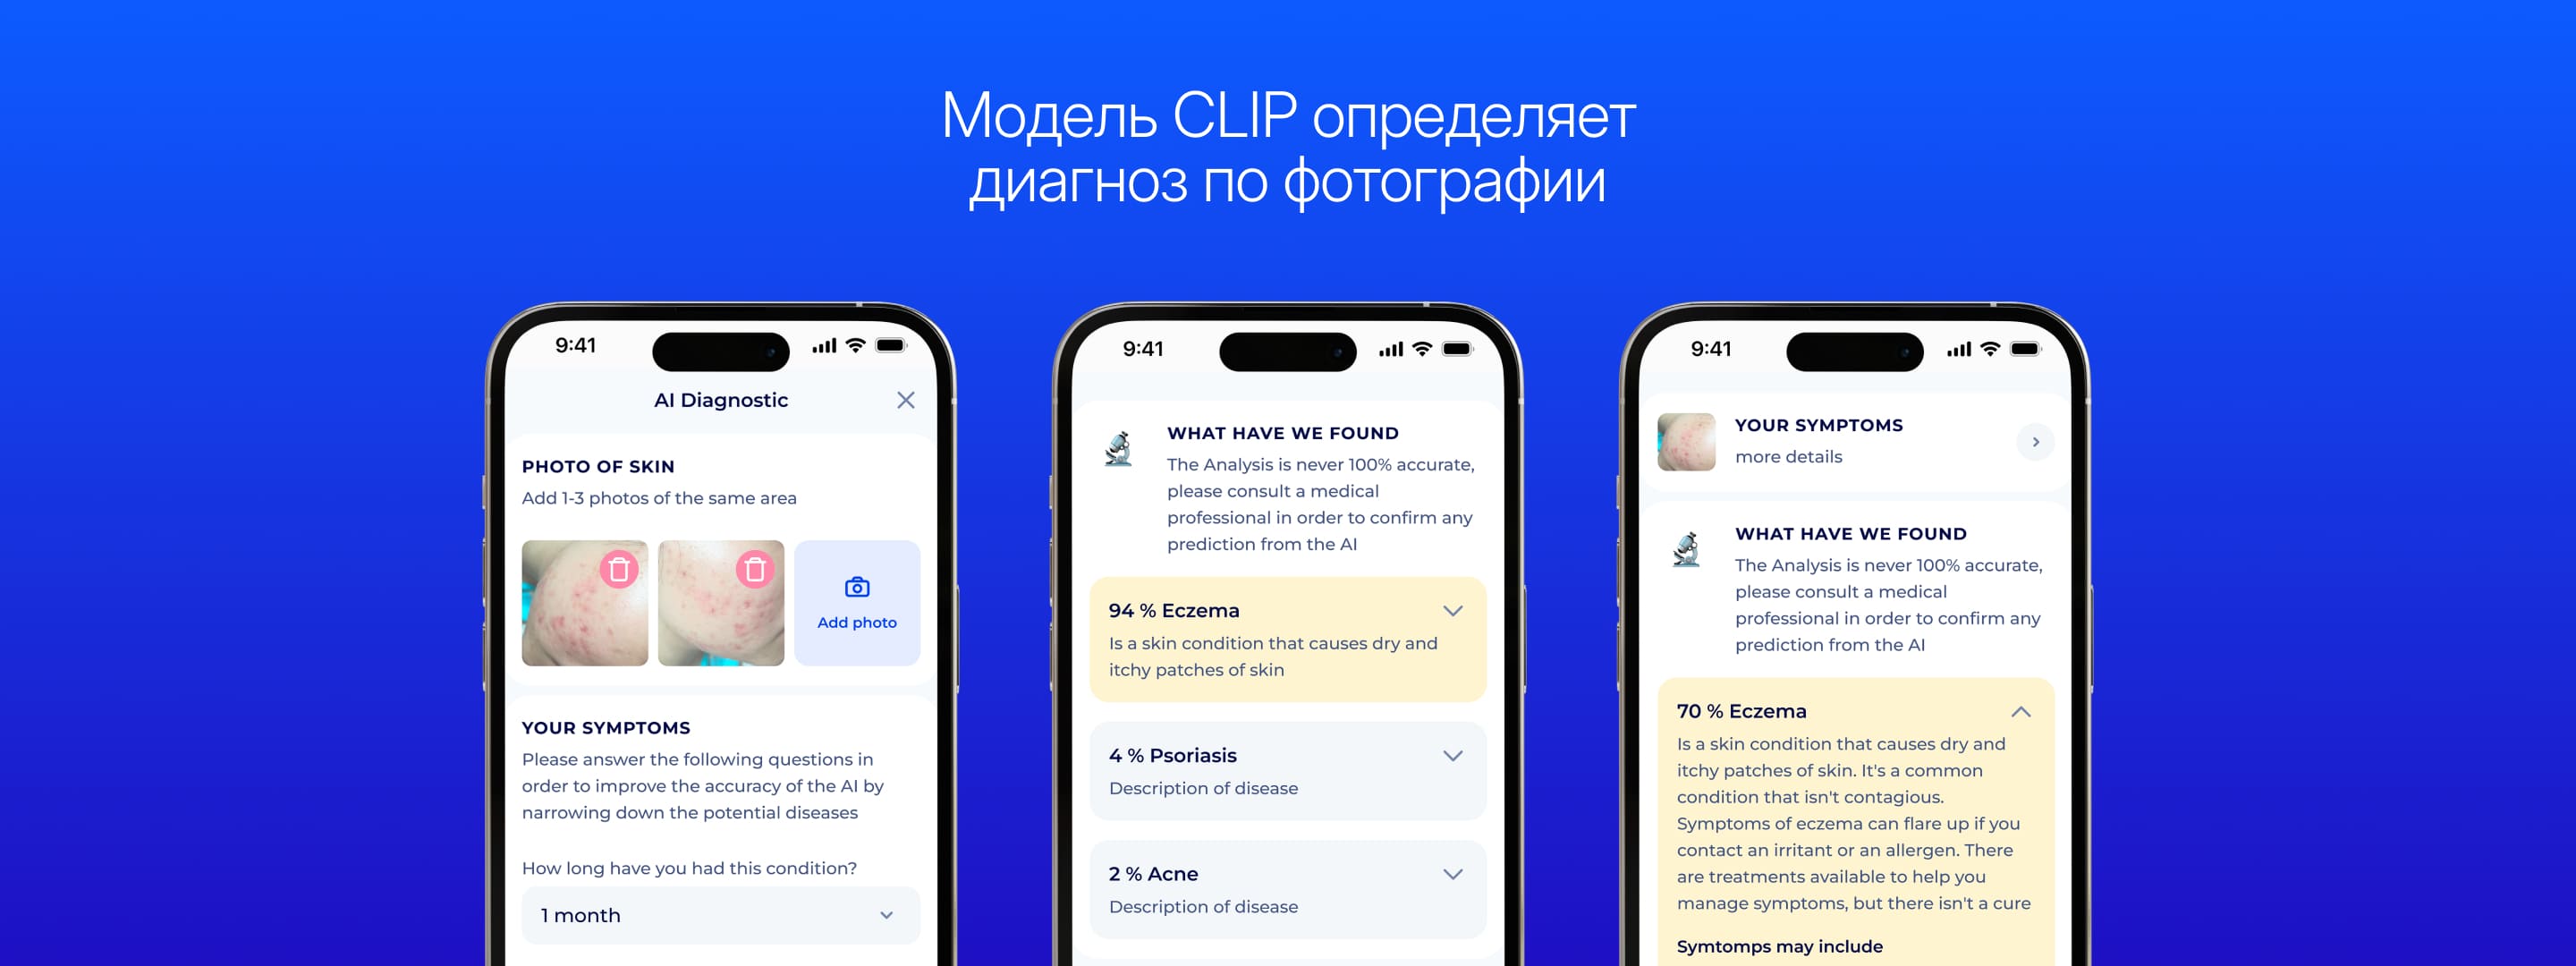 Модель CLIP определяет
диагноз по фотографии
9:41
AI Diagnostic
PHOTO OF SKIN
Add 1-3 photos of the same area
Add photo
YOUR SYMPTOMS
Please answer the following questions in
order to improve the accuracy of the AI by
narrowing down the potential diseases
How long have you had this condition?
1 month
9:41
WHAT HAVE WE FOUND
The Analysis is never 100% accurate,
please consult a medical
professional in order to confirm any
prediction from the AI
94 % Eczema
Is a skin condition that causes dry and
itchy patches of skin
4 % Psoriasis
Description of disease
2 % Acne
Description of disease
9:41
YOUR SYMPTOMS
more details
WHAT HAVE WE FOUND
The Analysis is never 100% accurate,
please consult a medical
professional in order to confirm any
prediction from the AI
70 % Eczema
Is a skin condition that causes dry and
itchy patches of skin. It's a common
condition that isn't contagious.
Symptoms of eczema can flare up if you
contact an irritant or an allergen. There
are treatments available to help you
manage symptoms, but there isn't a cure
Symtomps may include